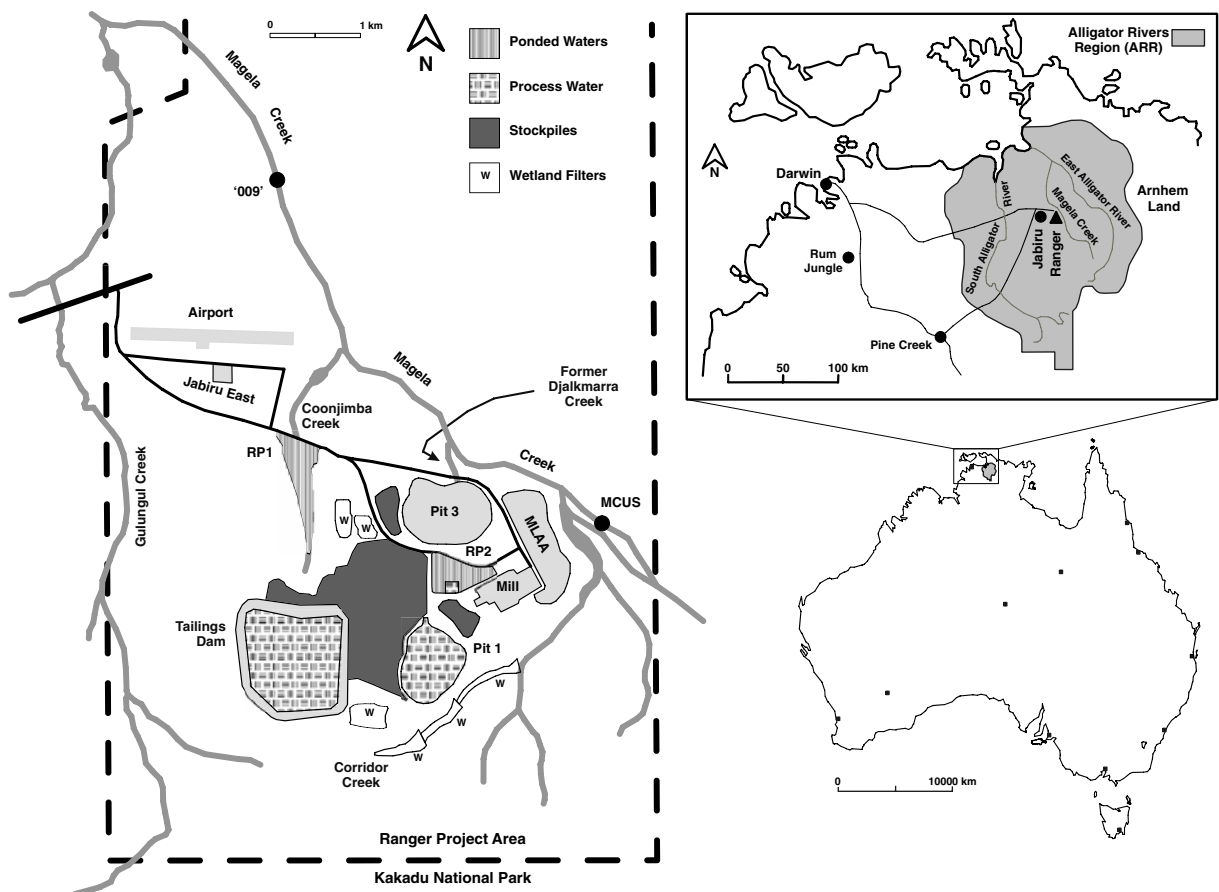 0
1 km
N
Ponded Waters
Process Water
Stockpiles
W
Wetland Filters
Magela
Creek
'009'
Airport
Jabiru East
Coonjimba
Creek
RP1
Magela
Former
Djalkmarra
Creek
Creek
MCUS
Gulungul Creek
W
W
Pit 3
MLAA
RP2
Mill
Tailings
Dam
Pit 1
W
W
W
W
Corridor
Creek
Ranger Project Area
Kakadu National Park
Alligator Rivers
Region (ARR)
N
Darwin
Rum
Jungle
Pine Creek
South Alligator
River
East Alligator River
Magela Creek
Jabiru
Ranger
Arnhem
Land
0
50
100 km
0
10000 km